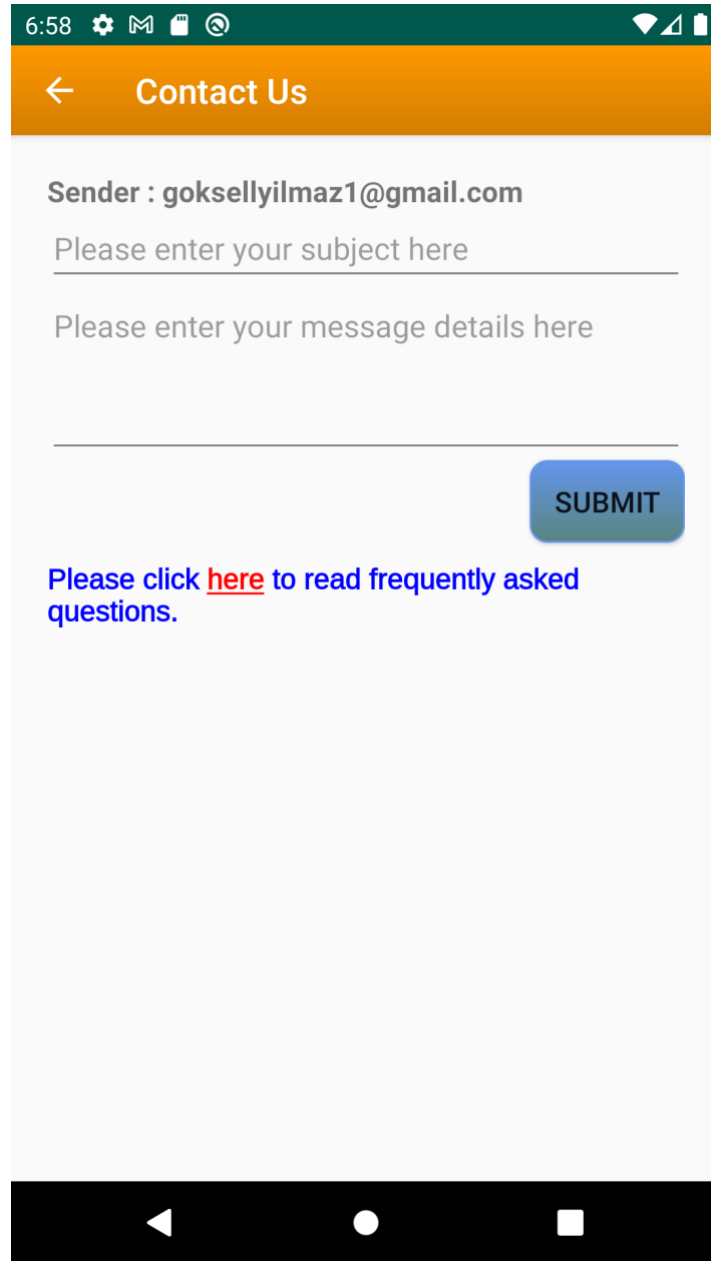 6:58
Contact Us
Sender : goksellyilmaz1@gmail.com
Please enter your subject here
Please enter your message details here
SUBMIT
Please click here to read frequently asked
questions.